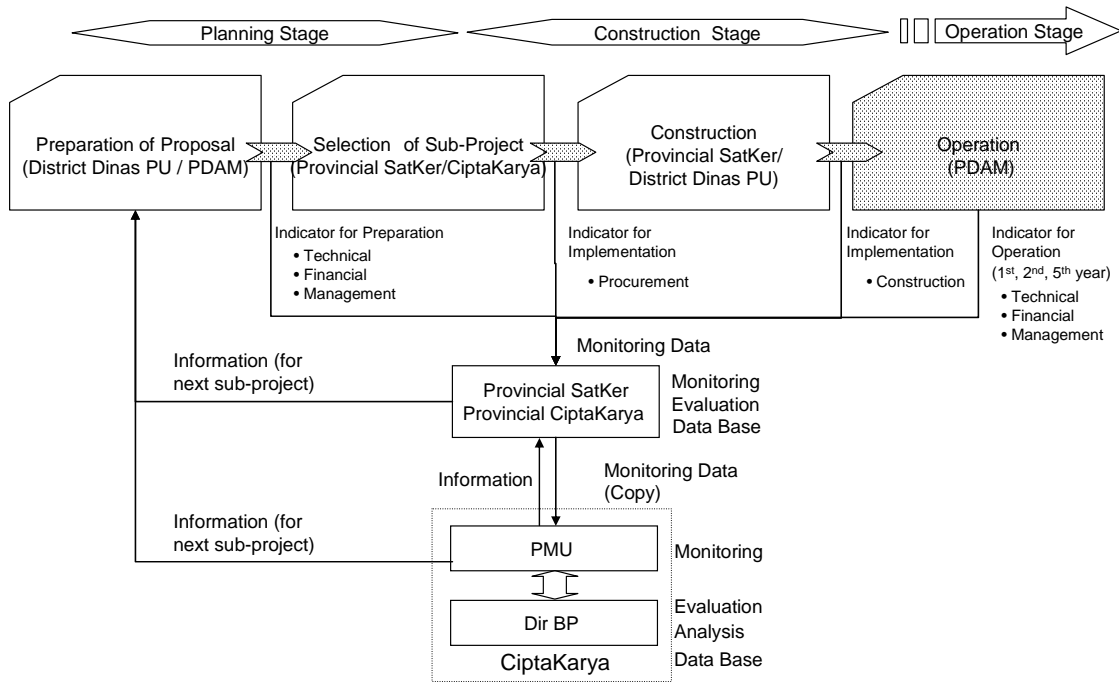 Planning Stage
Construction Stage
Operation Stage
Preparation of Proposal
(District Dinas PU / PDAM)
Selection of Sub-Project
(Provincial SatKer/CiptaKarya)
Construction
(Provincial SatKer/
District Dinas PU)
Operation
(PDAM)
Indicator for Preparation
• Technical
• Financial
• Management
Indicator for
Implementation
• Procurement
Indicator for
Implementation
• Construction
Indicator for
Operation
(1st, 2nd, 5th year)
• Technical
• Financial
• Management
Monitoring Data
Information (for
next sub-project)
Provincial SatKer
Provincial CiptaKarya
Monitoring
Evaluation
Data Base
Information
Monitoring Data
(Copy)
Information (for
next sub-project)
PMU
Monitoring
Dir BP
Evaluation
Analysis
Data Base
CiptaKarya